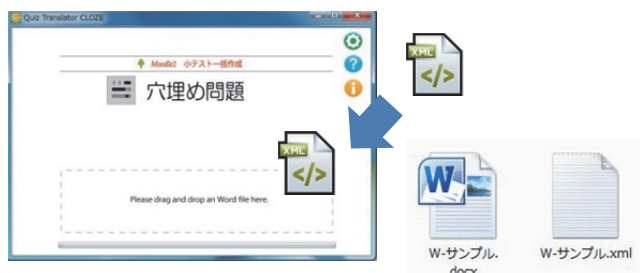 Quiz Translator CLOZE
Moodle2 小テスト一括作成
穴埋め問題
?
i
XML
</>
XML
</>
Please drag and drop an Word file here.
W
W-サンプル.
docx
W-サンプル.xml